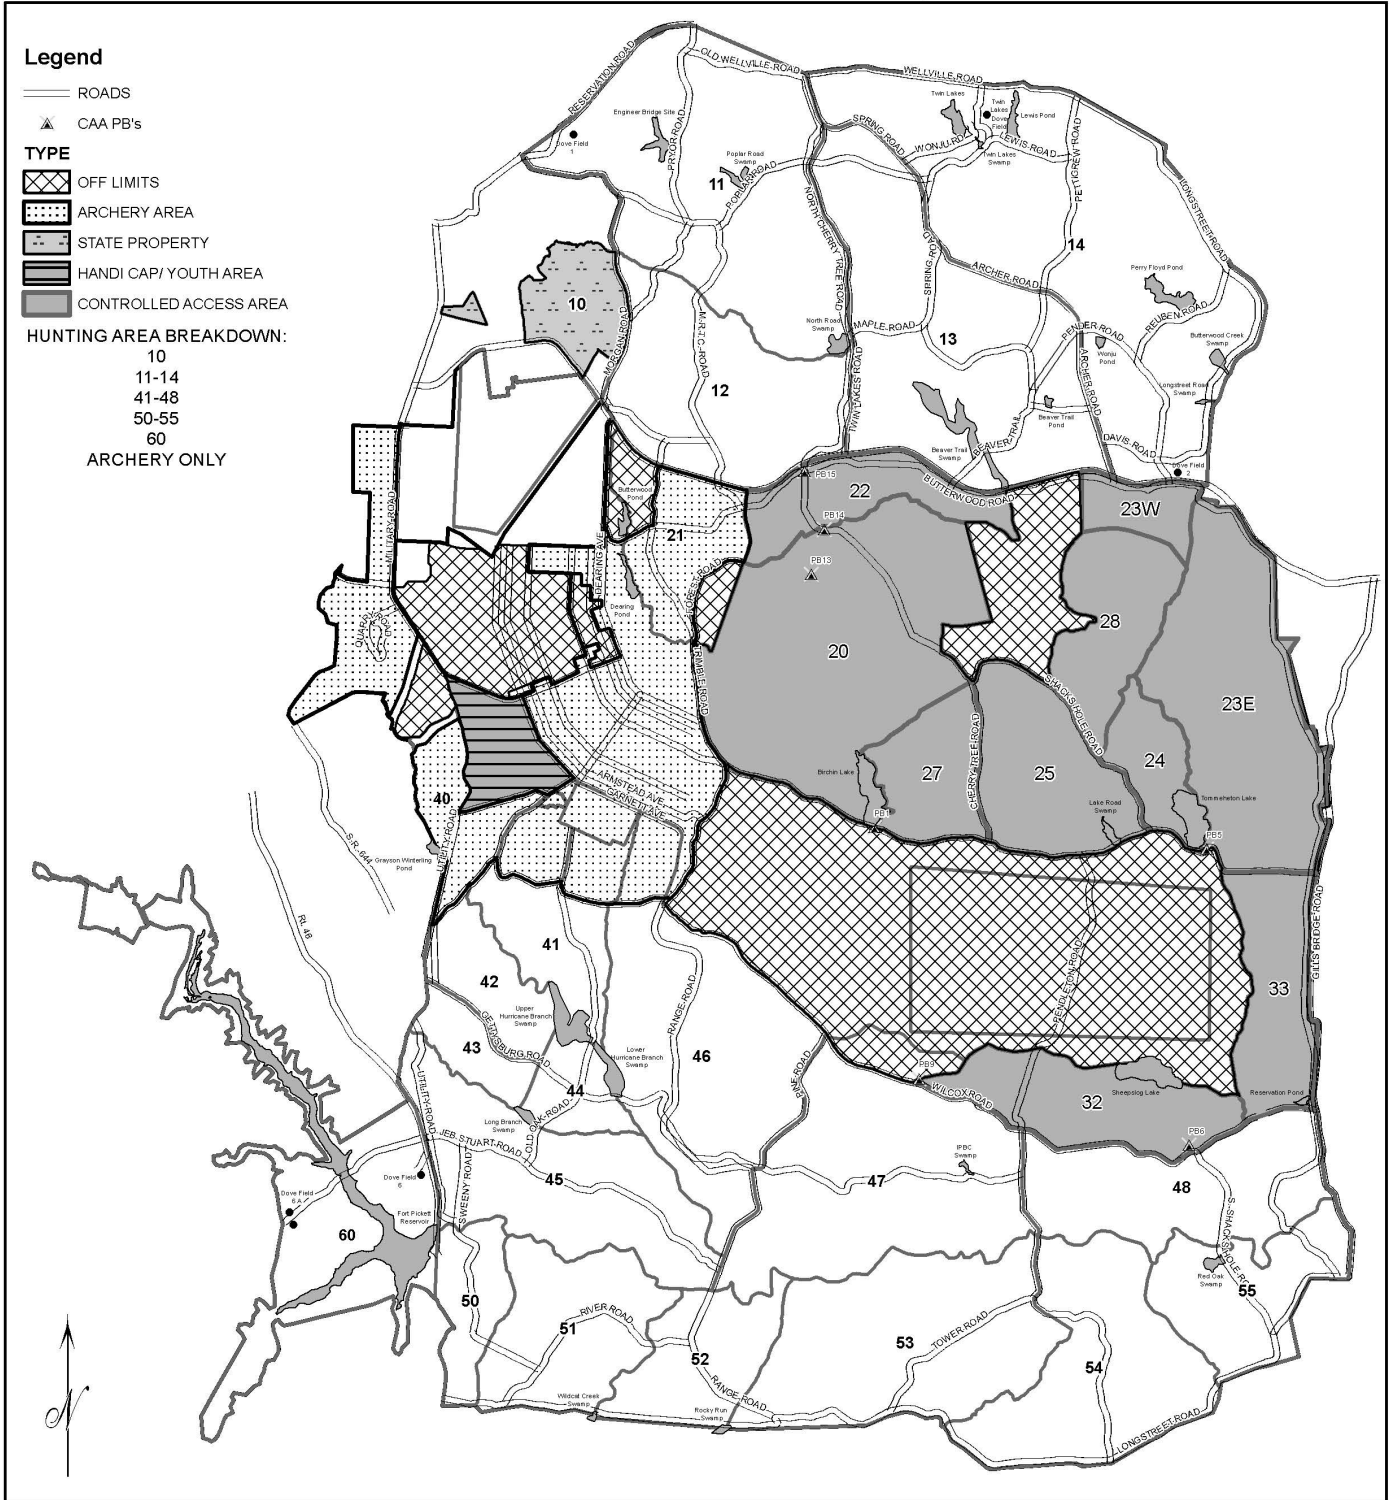 Legend
ROADS
CAA PB's
TYPE
OFF LIMITS
ARCHERY AREA
STATE PROPERTY
HANDI CAP/ YOUTH AREA
CONTROLLED ACCESS AREA
HUNTING AREA BREAKDOWN:
10
11-14
41-48
50-55
60
ARCHERY ONLY
RESERVATION ROAD
OLD WELLVILLE ROAD
WELLVILLE ROAD
Engineer Bridge Site
Dove Field
1
PRYOR ROAD
Poplar Road
Swamp
POPLAR ROAD
11
SPRING ROAD
WONJU RD
Twin Lakes
Twin
Lakes
Dove
Field
Lewis Pond
LEWIS ROAD
Twin Lakes
Swamp
PETTIGREW ROAD
LONGSTREET ROAD
14
NORTH CHERRY TREE ROAD
SPRING ROAD
ARCHER ROAD
Perry Floyd Pond
REUBEN ROAD
10
MORGAN ROAD
M.R.T.C. ROAD
North Road
Swamp
MAPLE ROAD
13
PENDER ROAD
Wonju
Pond
Butterwood Creek
Swamp
12
TWIN LAKES ROAD
ARCHER ROAD
Longstreet Road
Swamp
Beaver Trail
Pond
BEAVER TRAIL
Beaver Trail
Swamp
DAVIS ROAD
Dove Field
2
PB15
22
BUTTERWOOD ROAD
23W
Butterwood
Pond
MILITARY ROAD
21
PB14
PB13
DEARING AVE
FOREST ROAD
Dearing
Pond
QUARRY ROAD
TRIMBLE ROAD
20
28
SHACKS HOLE ROAD
23E
24
25
27
CHERRY TREE ROAD
Birchin Lake
PB1
Lake Road
Swamp
Tommeheton Lake
PB5
ARMSTEAD AVE
GARNETT AVE
40
UTILITY ROAD
Grayson Winterling
Pond
S.R. 644
Rt. 46
41
42
Upper
Hurricane Branch
Swamp
GETTYSBURG ROAD
43
Lower
Hurricane Branch
Swamp
RANGE ROAD
46
44
OLD OAK ROAD
Long Branch
Swamp
UTILITY ROAD
JEB STUART ROAD
SWEENY ROAD
45
PINE ROAD
PB9
WILCOX ROAD
PENDLETON ROAD
GILLS BRIDGE ROAD
33
Sheepslog Lake
Reservation Pond
32
PB6
IPBC
Swamp
47
48
S. SHACKS HOLE RO
Dove Field
6 A
Dove Field
6
Fort Pickett
Reservoir
60
Red Oak
Swamp
55
50
51
RIVER ROAD
52
53
TOWER ROAD
54
RANGE ROAD
Wildcat Creek
Swamp
Rocky Run
Swamp
LONGSTREET ROAD
N